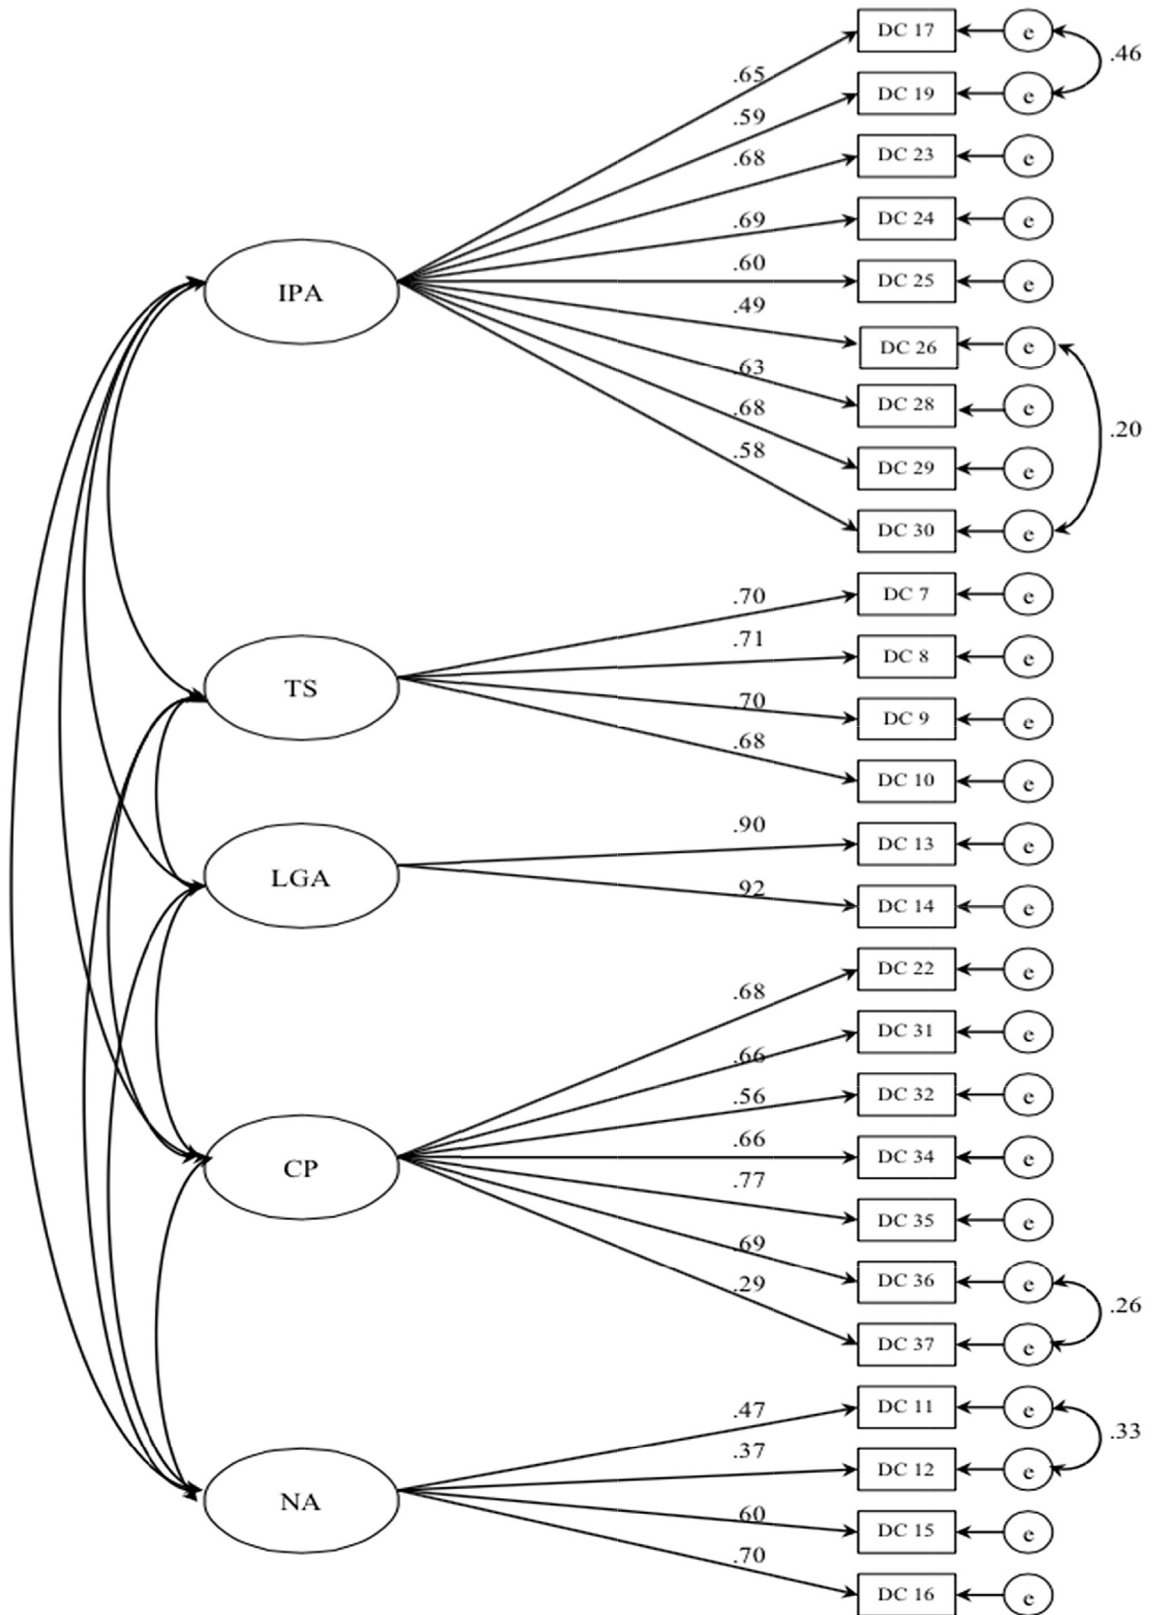 DC 17 e
.46
.65
DC 19 e
.59
.68
DC 23 e
.69
DC 24 e
.60
DC 25 e
IPA
.49
DC 26 e
.63
DC 28 e
.20
.68
DC 29 e
.58
DC 30 e
.70
DC 7 e
.71
DC 8 e
TS
.70
DC 9 e
.68
DC 10 e
.90
DC 13 e
LGA
.92
DC 14 e
.68
DC 22 e
.66
DC 31 e
.56
DC 32 e
.66
DC 34 e
CP
.77
DC 35 e
.69
DC 36 e
.29
.26
DC 37 e
.47
DC 11 e
.33
.37
DC 12 e
NA
.60
DC 15 e
.70
DC 16 e